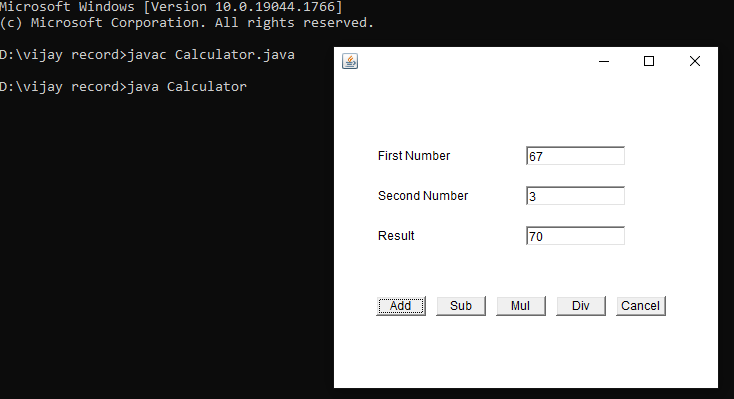 Microsoft Windows [Version 10.0.19044.1766]
(c) Microsoft Corporation. All rights reserved.
D:\vijay record>javac Calculator.java
D:\vijay record>java Calculator
First Number 67
Second Number 3
Result 70
Add Sub Mul Div Cancel